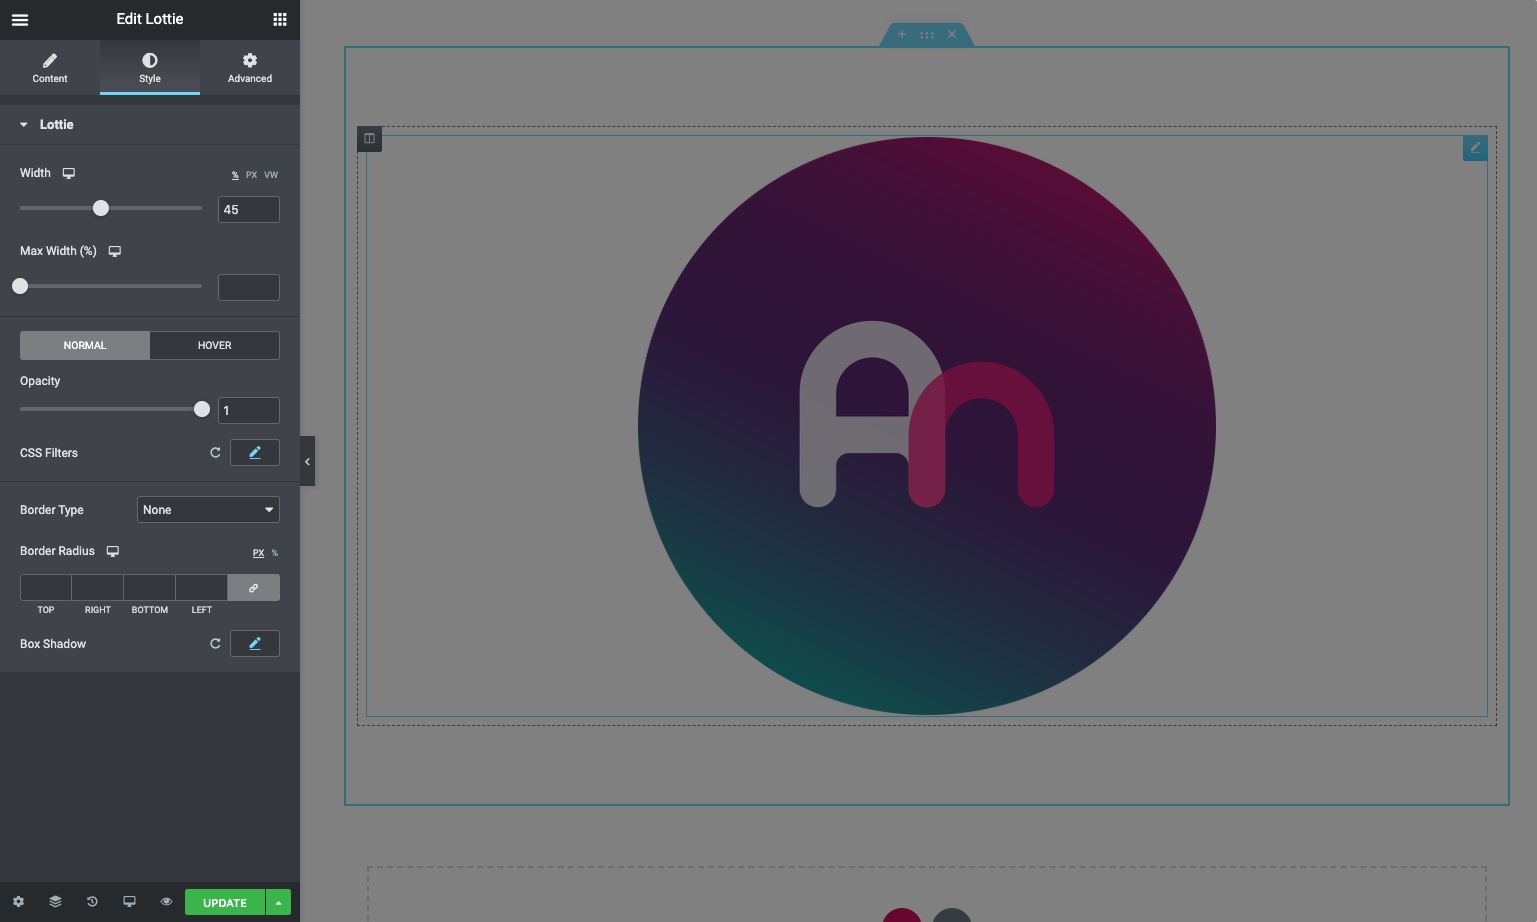 Edit Lottie
Content
Style
Advanced
Lottie
Width
% PX VW
45
Max Width (%)
NORMAL
HOVER
Opacity
1
CSS Filters
Border Type
None
Border Radius
PX %
TOP
RIGHT
BOTTOM
LEFT
Box Shadow
UPDATE
An